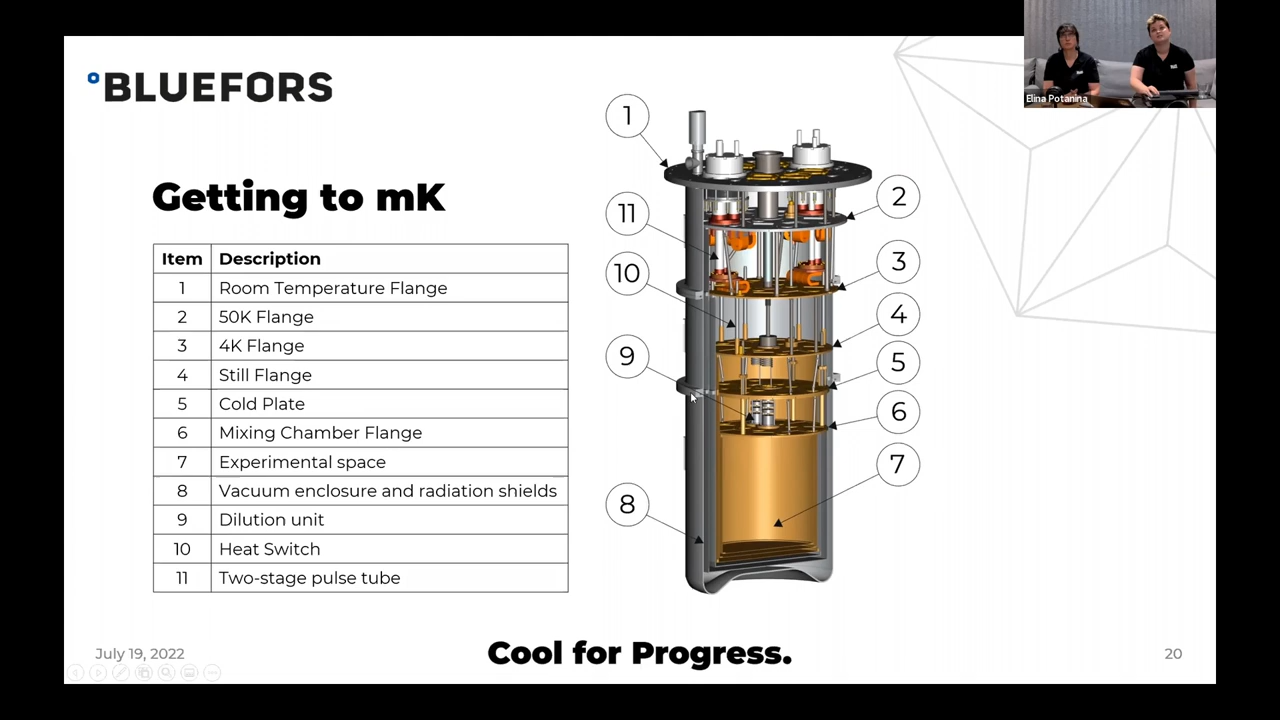 BLUEFORS
Elina Potanina
Getting to mK
Item Description
1 Room Temperature Flange
2 50K Flange
3 4K Flange
4 Still Flange
5 Cold Plate
6 Mixing Chamber Flange
7 Experimental space
8 Vacuum enclosure and radiation shields
9 Dilution unit
10 Heat Switch
11 Two-stage pulse tube
1
2
11
3
10
4
9
5
6
7
8
July 19, 2022
Cool for Progress.
20